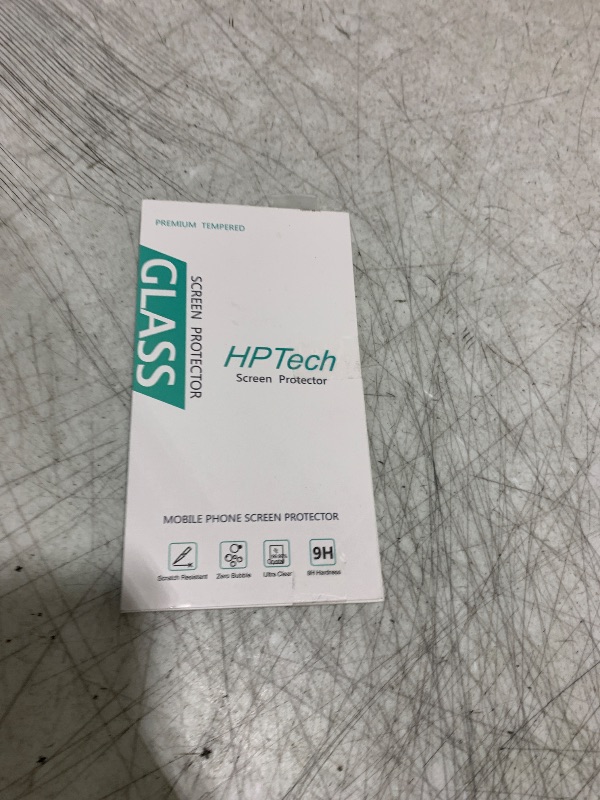 PREMIUM TEMPERED
GLASS
SCREEN PROTECTOR
HPTech
Screen Protector
MOBILE PHONE SCREEN PROTECTOR
9H
Scratch Resistant
Zero Bubble
Ultra Clear
9H Hardness